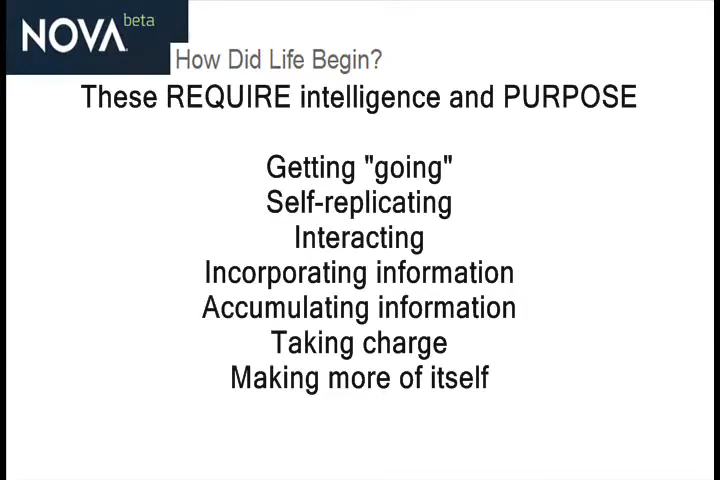 NOVA beta
How Did Life Begin?
These REQUIRE intelligence and PURPOSE
Getting "going"
Self-replicating
Interacting
Incorporating information
Accumulating information
Taking charge
Making more of itself